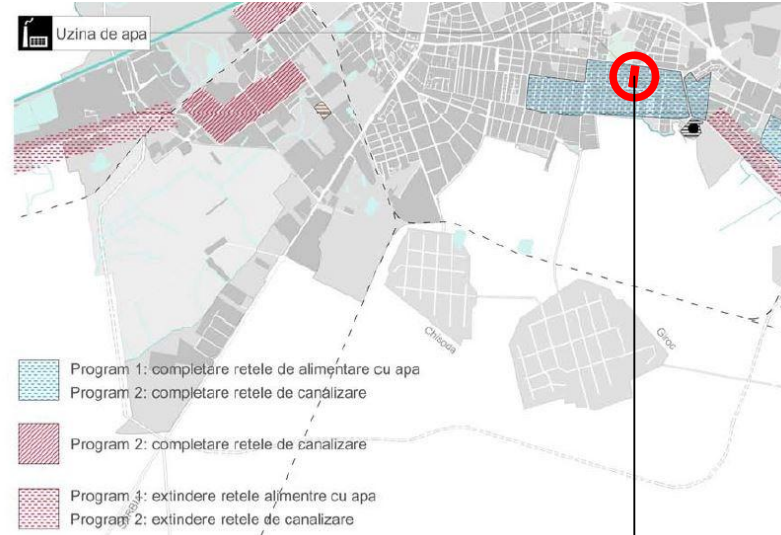 Uzina de apa
Chisoda
Giroc
Program 1: completare retele de alimentare cu apa
Program 2: completare retele de canalizare
Program 2: completare retele de canalizare
Program 1: extindere retele alimentre cu apa
Program 2: extindere retele de canalizare